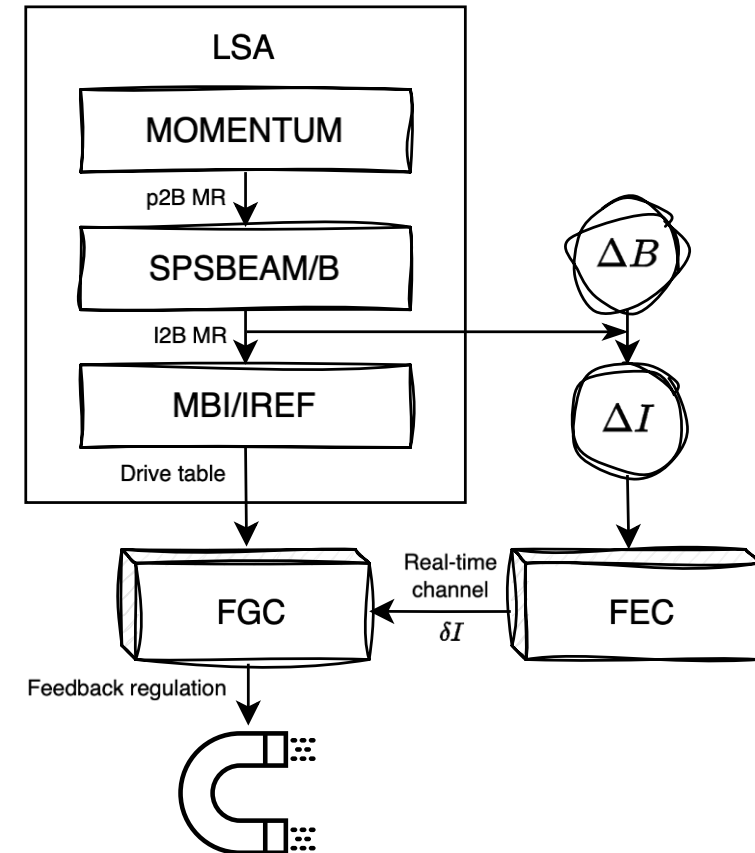 LSA
MOMENTUM
p2B MR
SPSBEAM/B
ΔB
I2B MR
MBI/IREF
ΔI
Drive table
Real-time
channel
δI
FGC
FEC
Feedback regulation